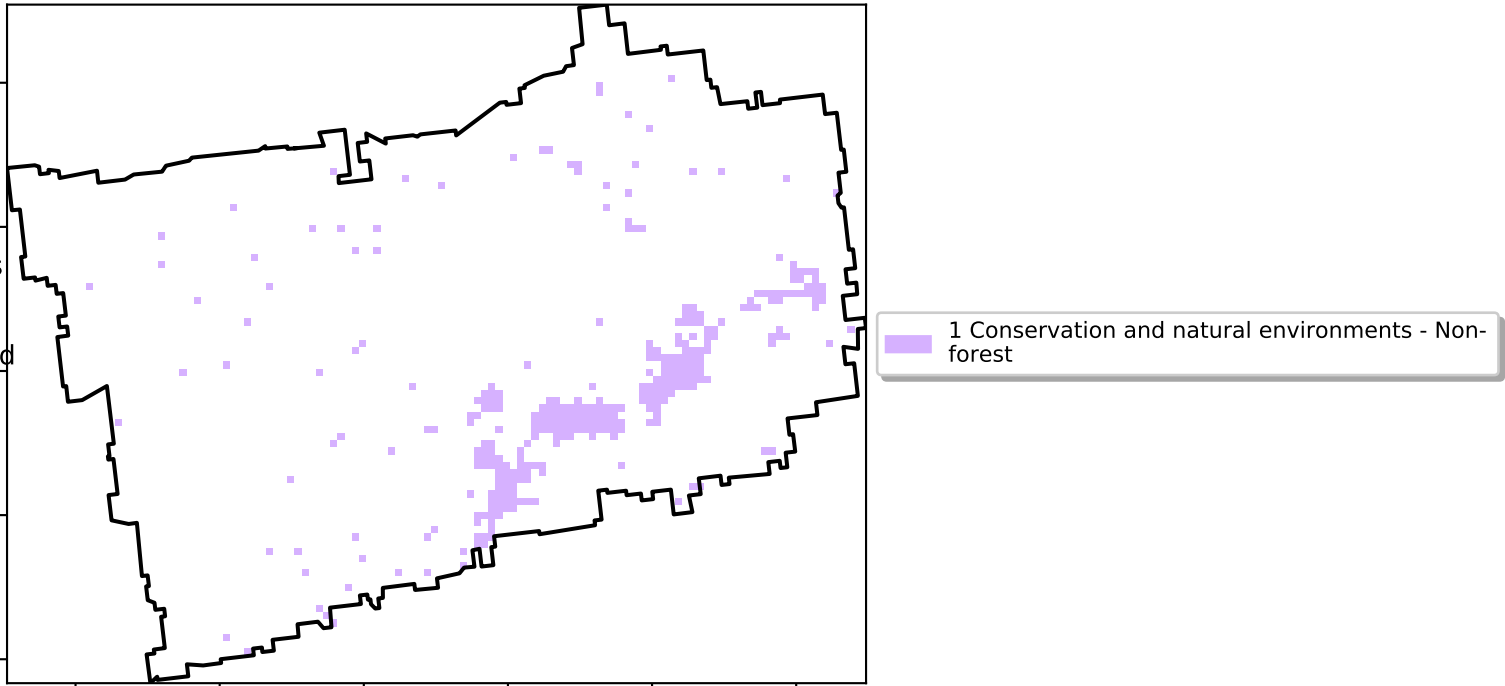 1 Conservation and natural environments - Non-
forest
d